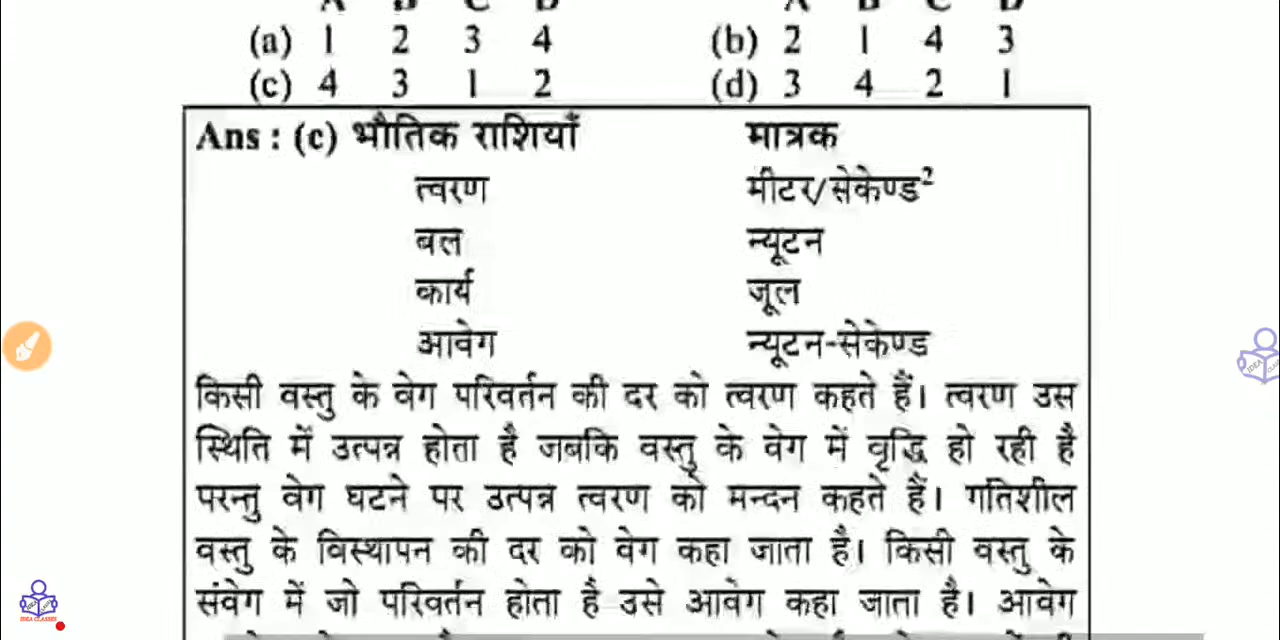 (a) 1 2 3 4 (b) 2 1 4 3
(c) 4 3 1 2 (d) 3 4 2 1
Ans : (c) भौतिक राशियाँ मात्रक
त्वरण मीटर/सेकेण्ड²
बल न्यूटन
कार्य जूल
आवेग न्यूटन-सेकेण्ड
किसी वस्तु के वेग परिवर्तन की दर को त्वरण कहते हैं। त्वरण उस
स्थिति में उत्पन्न होता है जबकि वस्तु के वेग में वृद्धि हो रही है
परन्तु वेग घटने पर उत्पन्न त्वरण को मन्दन कहते हैं। गतिशील
वस्तु के विस्थापन की दर को वेग कहा जाता है। किसी वस्तु के
संवेग में जो परिवर्तन होता है उसे आवेग कहा जाता है। आवेग
IDEA CLASSES